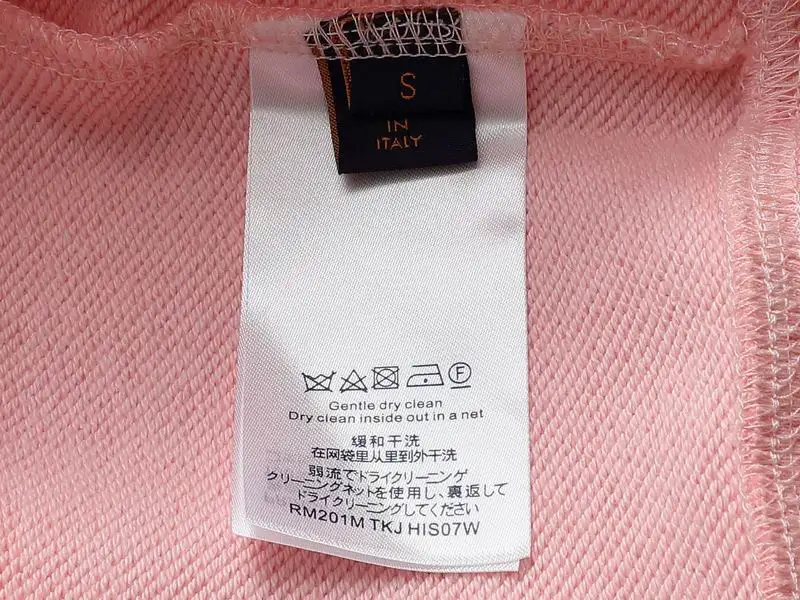 S
IN
ITALY
Gentle dry clean
Dry clean inside out in a net
缓和干洗
在网袋里从里到外干洗
弱流でドライクリーニンゲ
クリーニングネットを使用し、裏返して
ドライクリーニングしてください
RM201M TKJ HIS07W